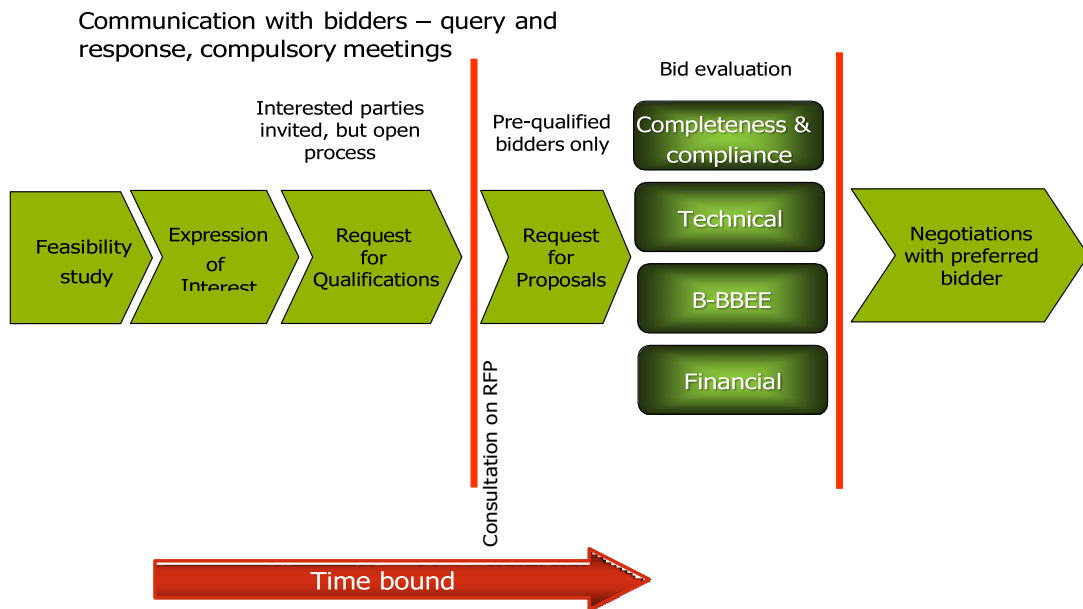 Communication with bidders – query and
response, compulsory meetings
Bid evaluation
Interested parties
invited, but open
process
Pre-qualified
bidders only
Completeness &
compliance
Feasibility
study
Expression
of
Interest
Request
for
Qualifications
Request
for
Proposals
Technical
B-BBEE
Financial
Negotiations
with preferred
bidder
Consultation on RFP
Time bound